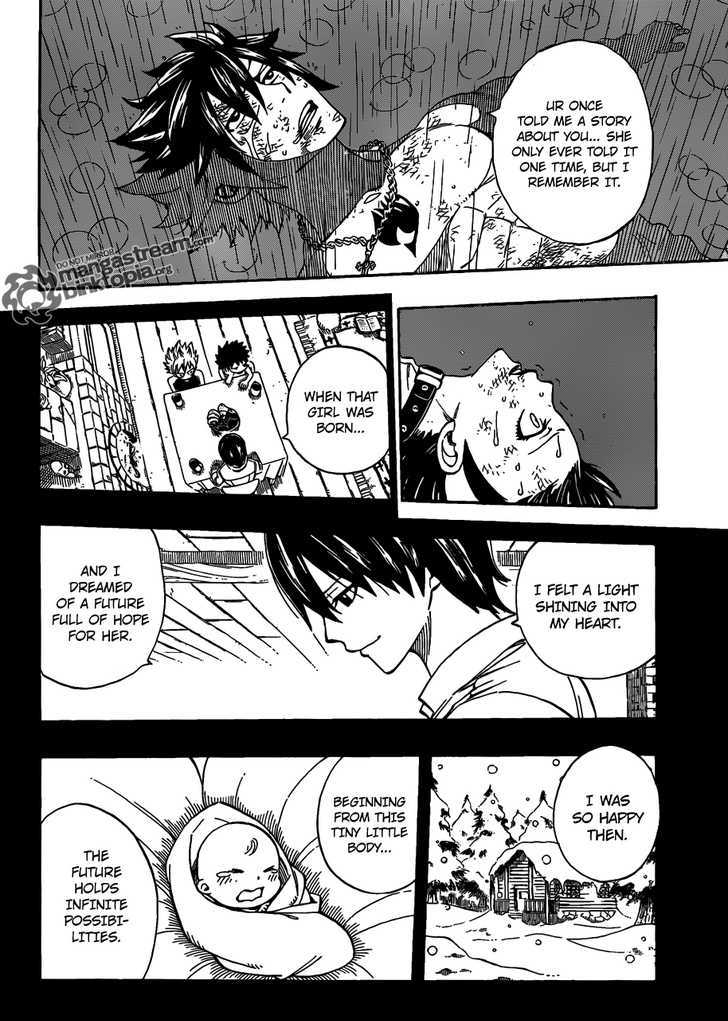 UR ONCE
TOLD ME A STORY
ABOUT YOU... SHE
ONLY EVER TOLD IT
ONE TIME, BUT I
REMEMBER IT.
DO NOT MIRROR
mangastream.com
binktopia.org
WHEN THAT
GIRL WAS
BORN...
I FELT A LIGHT
SHINING INTO
MY HEART.
AND I
DREAMED
OF A FUTURE
FULL OF HOPE
FOR HER.
I WAS
SO HAPPY
THEN.
BEGINNING
FROM THIS
TINY LITTLE
BODY...
THE
FUTURE
HOLDS
INFINITE
POSSIBI-
LITIES.